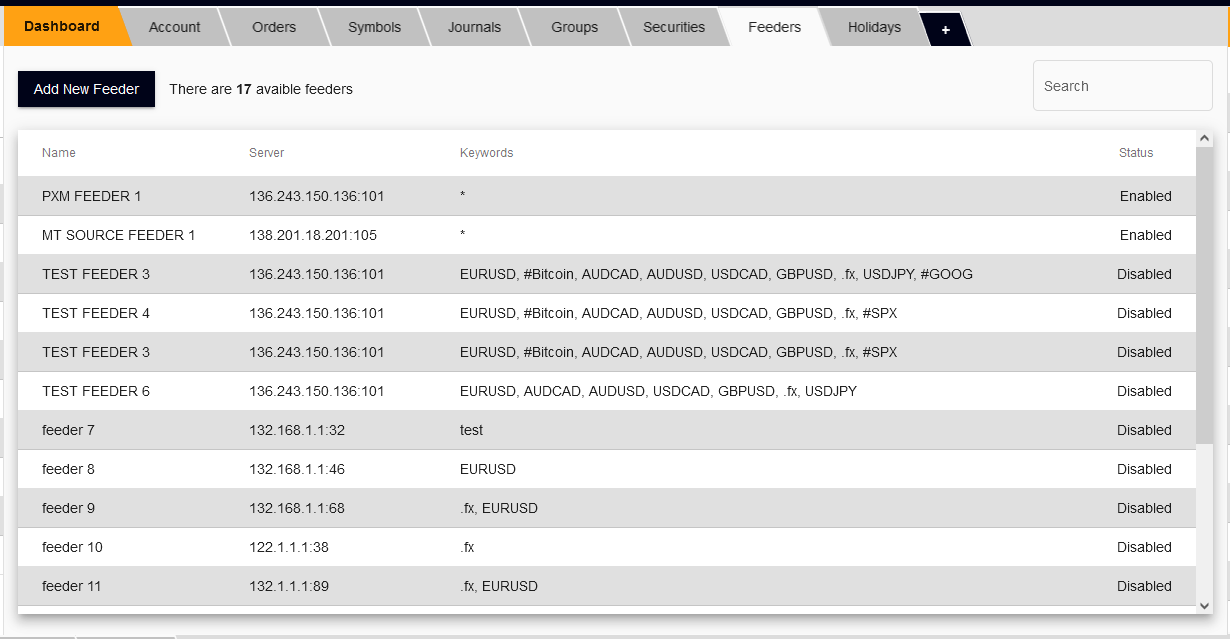 Dashboard Account Orders Symbols Journals Groups Securities Feeders Holidays +
Add New Feeder There are 17 avaible feeders Search
Name Server Keywords Status
PXM FEEDER 1 136.243.150.136:101 * Enabled
MT SOURCE FEEDER 1 138.201.18.201:105 * Enabled
TEST FEEDER 3 136.243.150.136:101 EURUSD, #Bitcoin, AUDCAD, AUDUSD, USDCAD, GBPUSD, .fx, USDJPY, #GOOG Disabled
TEST FEEDER 4 136.243.150.136:101 EURUSD, #Bitcoin, AUDCAD, AUDUSD, USDCAD, GBPUSD, .fx, #SPX Disabled
TEST FEEDER 3 136.243.150.136:101 EURUSD, #Bitcoin, AUDCAD, AUDUSD, USDCAD, GBPUSD, .fx, #SPX Disabled
TEST FEEDER 6 136.243.150.136:101 EURUSD, AUDCAD, AUDUSD, USDCAD, GBPUSD, .fx, USDJPY Disabled
feeder 7 132.168.1.1:32 test Disabled
feeder 8 132.168.1.1:46 EURUSD Disabled
feeder 9 132.168.1.1:68 .fx, EURUSD Disabled
feeder 10 122.1.1.1:38 .fx Disabled
feeder 11 132.1.1.1:89 .fx, EURUSD Disabled